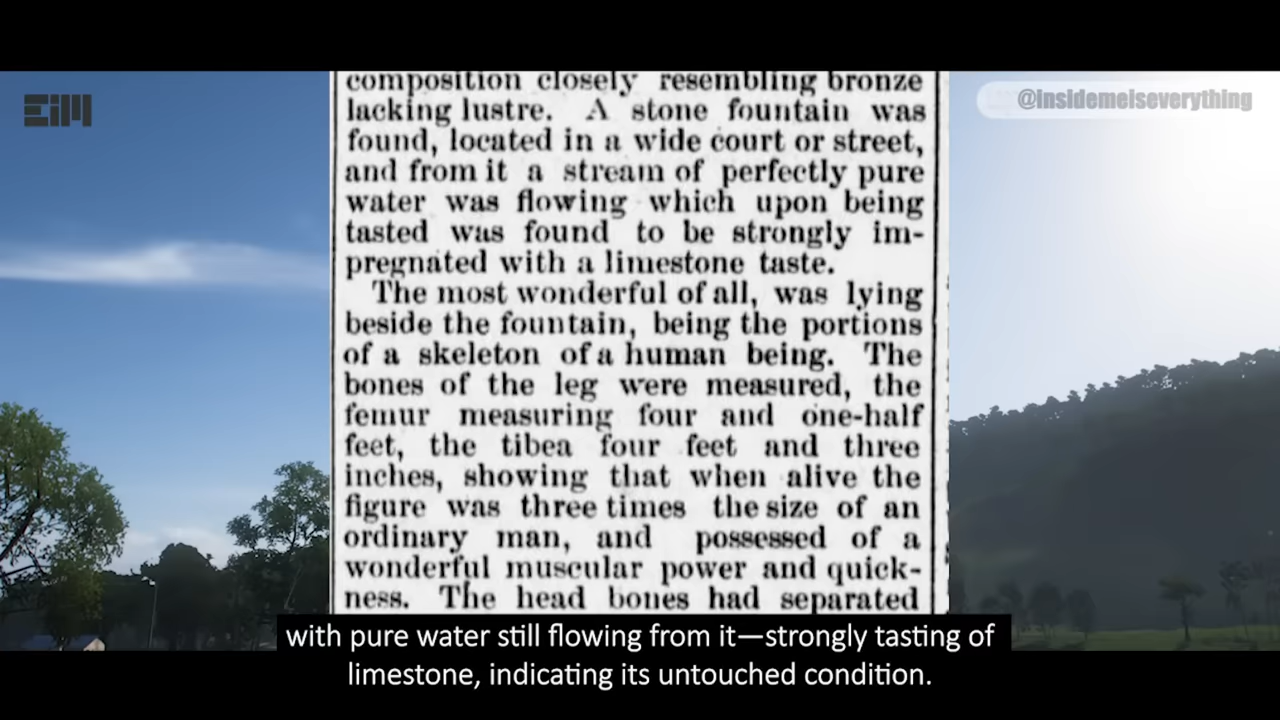 EiM
@insidemeiseverything
composition closely resembling bronze
lacking lustre. A stone fountain was
found, located in a wide court or street,
and from it a stream of perfectly pure
water was flowing which upon being
tasted was found to be strongly im-
pregnated with a limestone taste.
The most wonderful of all, was lying
beside the fountain, being the portions
of a skeleton of a human being. The
bones of the leg were measured, the
femur measuring four and one-half
feet, the tibea four feet and three
inches, showing that when alive the
figure was three times the size of an
ordinary man, and possessed of a
wonderful muscular power and quick-
ness. The head bones had separated
with pure water still flowing from it—strongly tasting of
limestone, indicating its untouched condition.